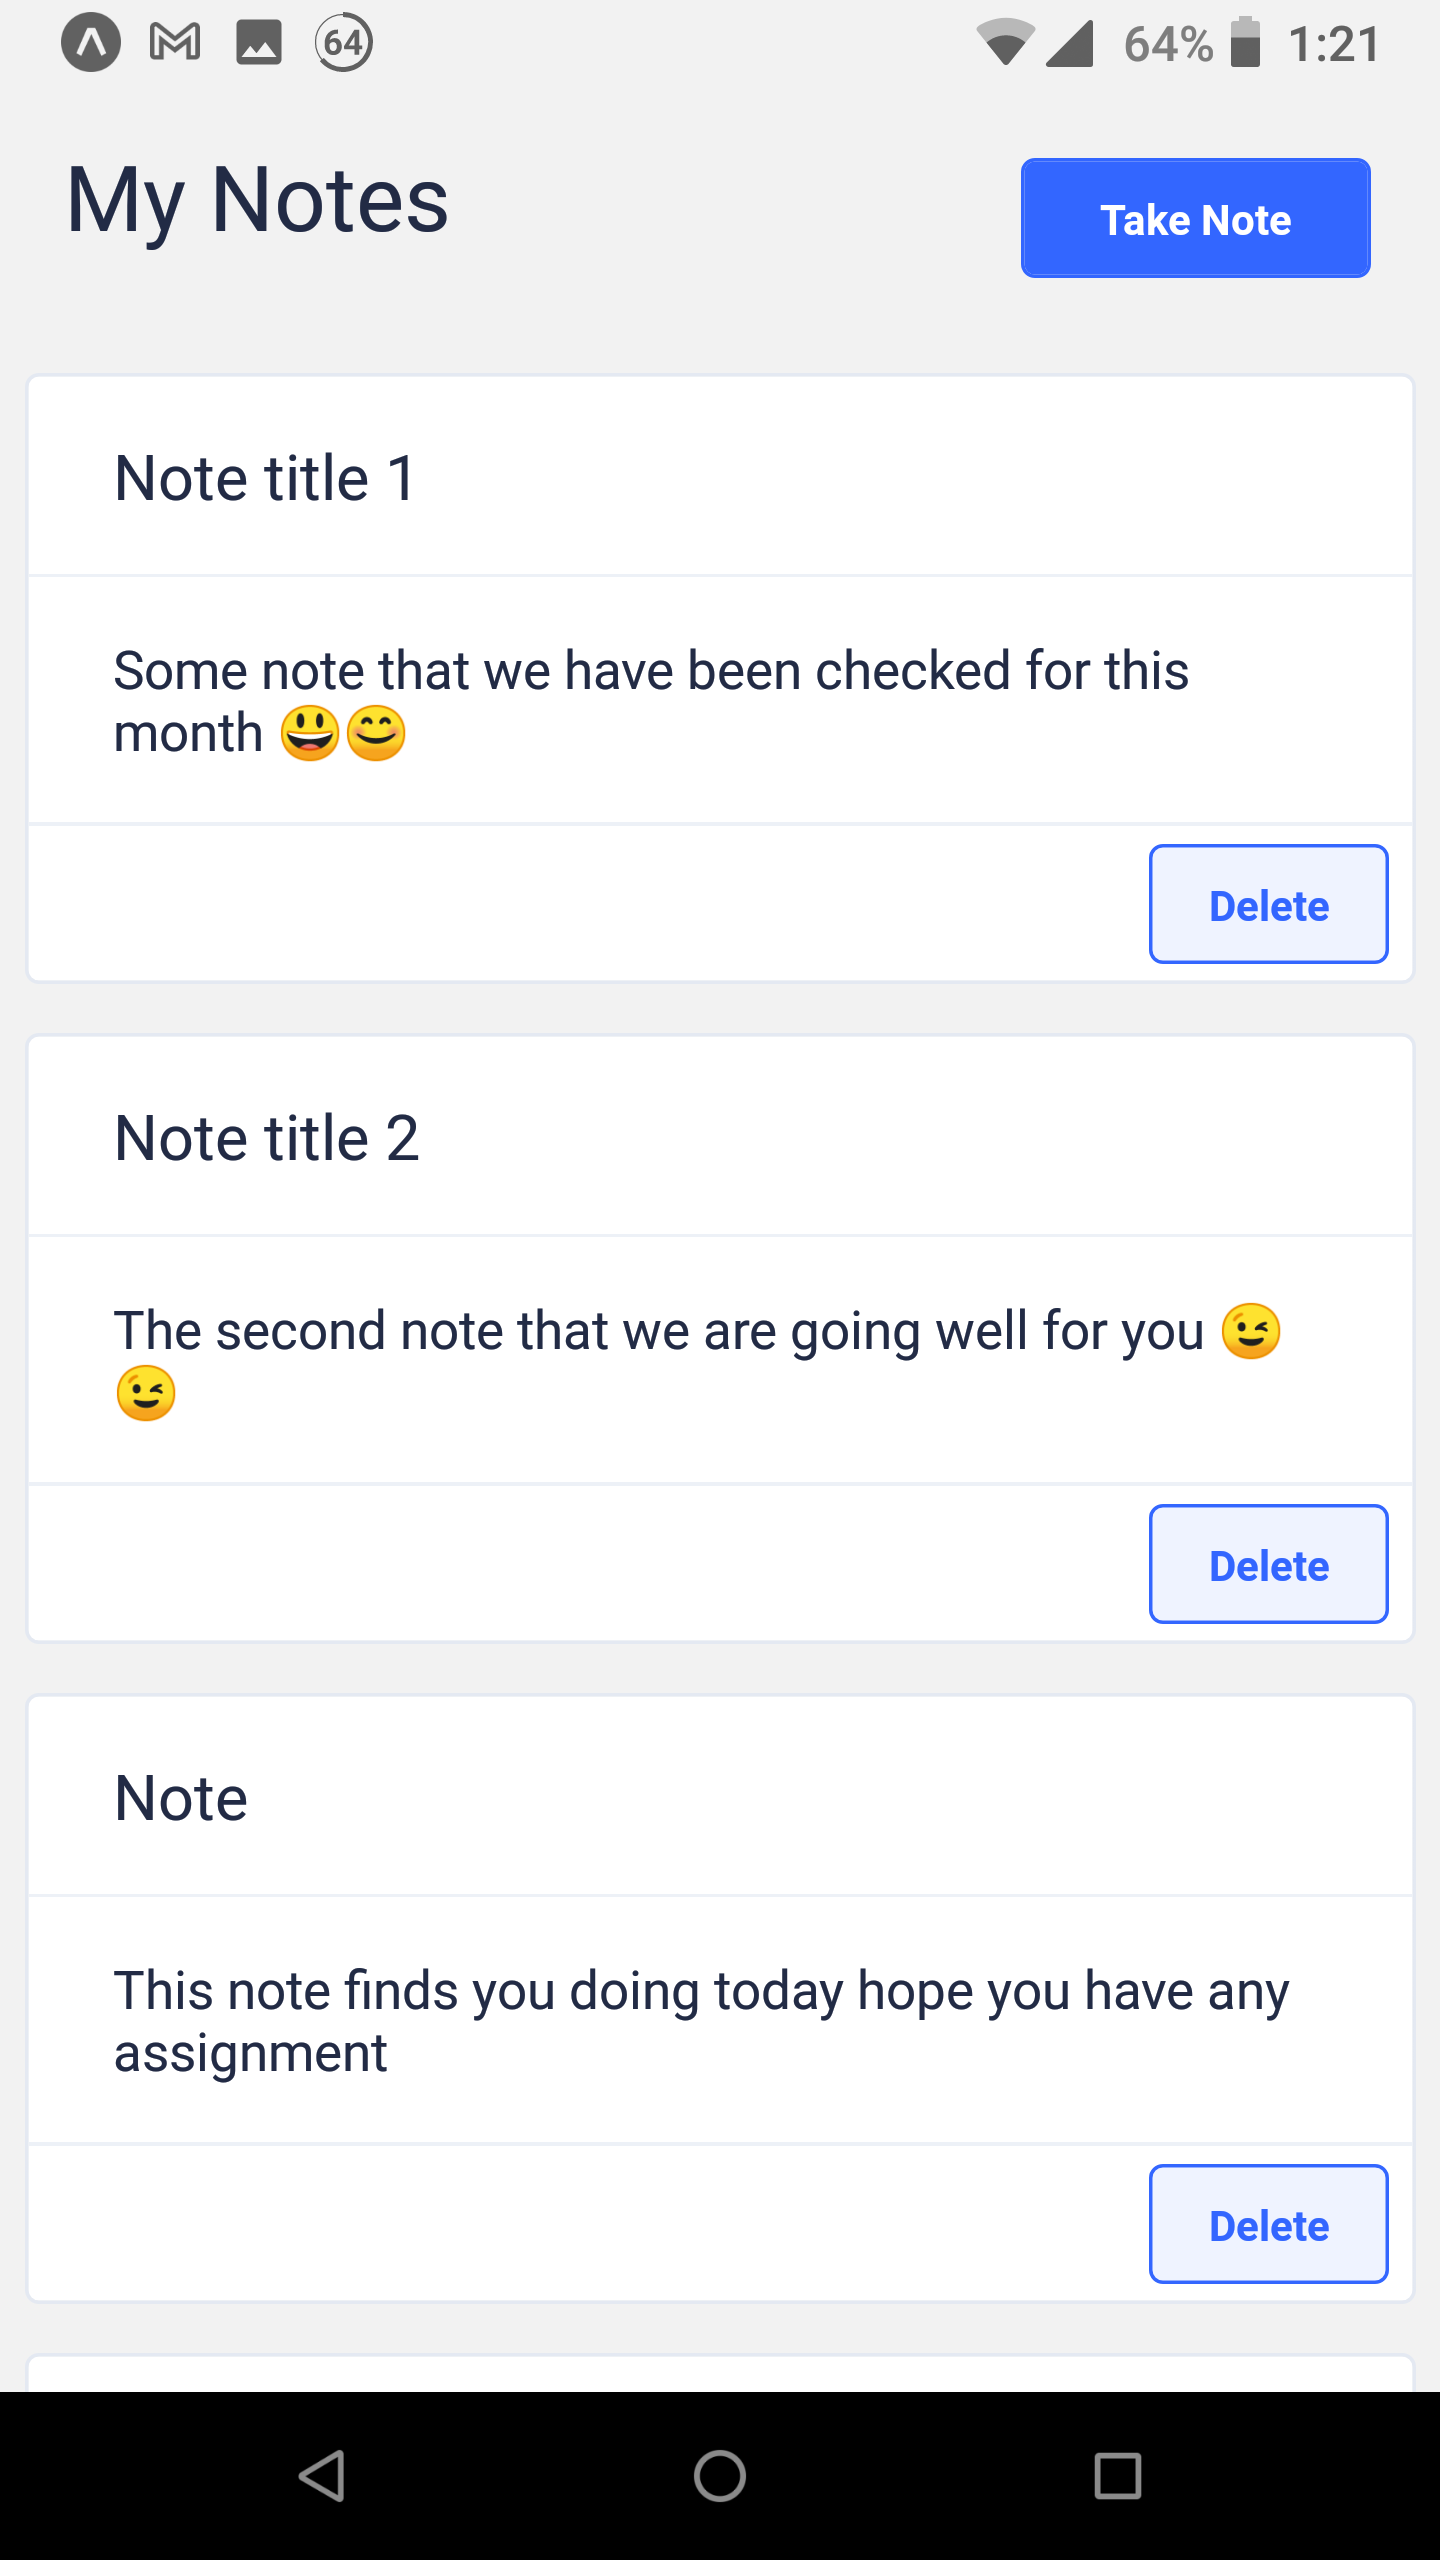 64 64% 1:21
My Notes
Take Note
Note title 1
Some note that we have been checked for this
month 😃😊
Delete
Note title 2
The second note that we are going well for you 😉
😉
Delete
Note
This note finds you doing today hope you have any
assignment
Delete